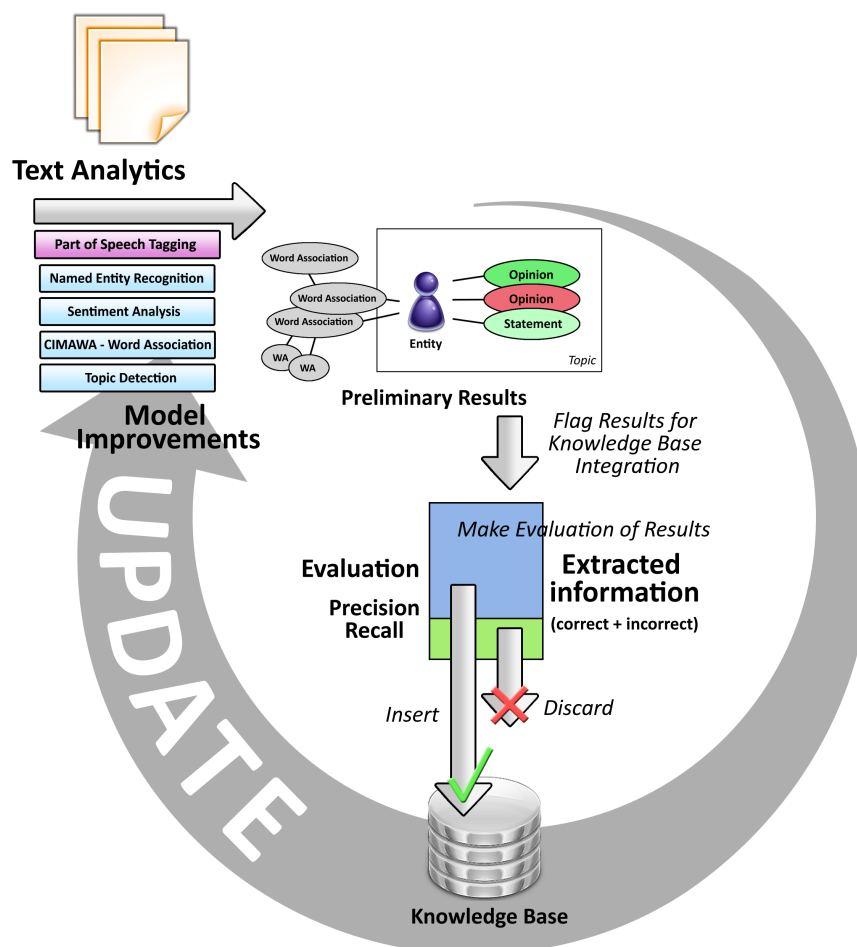 Text Analytics
Part of Speech Tagging
Named Entity Recognition
Sentiment Analysis
CIMAWA - Word Association
Topic Detection
Model
Improvements
Word Association
Word Association
Word Association
WA
WA
Entity
Opinion
Opinion
Statement
Topic
Preliminary Results
Flag Results for
Knowledge Base
Integration
Make Evaluation of Results
Evaluation
Precision
Recall
Extracted
information
(correct + incorrect)
Insert
Discard
UPDATE
Knowledge Base